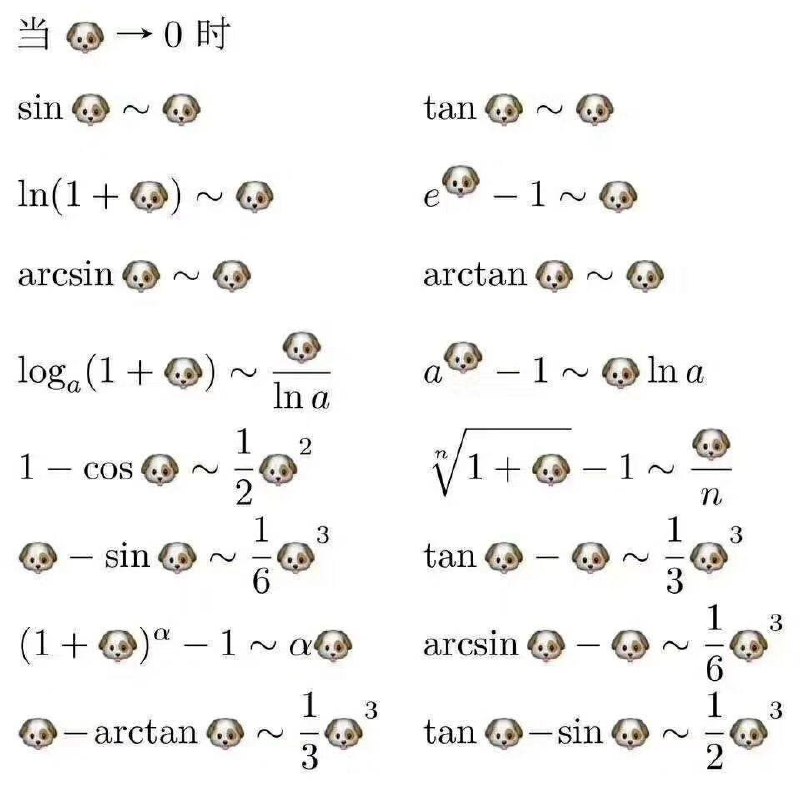 当 🐶 → 0 时
sin 🐶 ~ 🐶    tan 🐶 ~ 🐶
ln(1 + 🐶) ~ 🐶    e^🐶 − 1 ~ 🐶
arcsin 🐶 ~ 🐶    arctan 🐶 ~ 🐶
logₐ(1 + 🐶) ~ 🐶/ln a    a^🐶 − 1 ~ 🐶 ln a
1 − cos 🐶 ~ 1/2 🐶²    ⁿ√(1 + 🐶) − 1 ~ 🐶/n
🐶 − sin 🐶 ~ 1/6 🐶³    tan 🐶 − 🐶 ~ 1/3 🐶³
(1 + 🐶)^α − 1 ~ α🐶    arcsin 🐶 − 🐶 ~ 1/6 🐶³
🐶 − arctan 🐶 ~ 1/3 🐶³    tan 🐶 − sin 🐶 ~ 1/2 🐶³